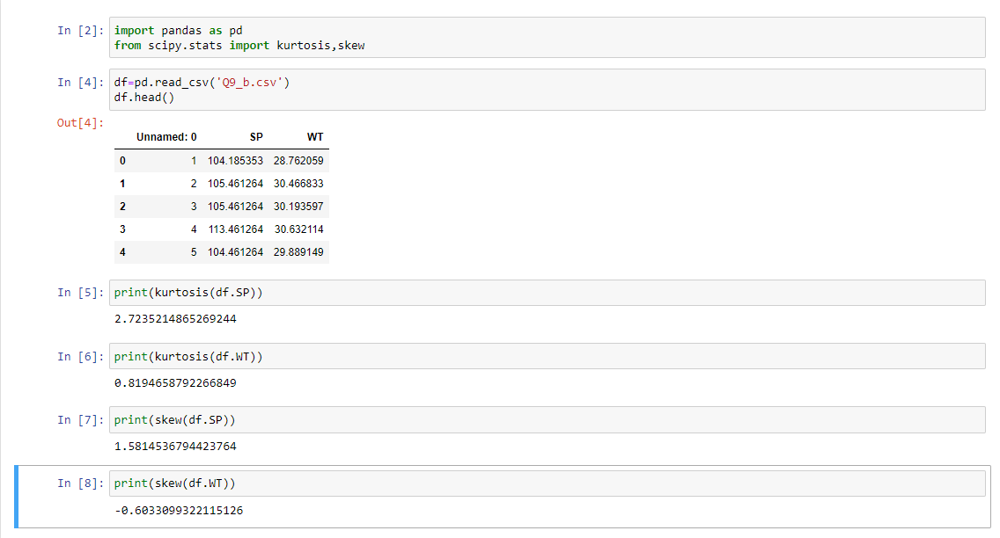 In [2]: import pandas as pd
from scipy.stats import kurtosis,skew
In [4]: df=pd.read_csv('Q9_b.csv')
df.head()
Out[4]:
Unnamed: 0 SP WT
0 1 104.185353 28.762059
1 2 105.461264 30.466833
2 3 105.461264 30.193597
3 4 113.461264 30.632114
4 5 104.461264 29.889149
In [5]: print(kurtosis(df.SP))
2.7235214865269244
In [6]: print(kurtosis(df.WT))
0.8194658792266849
In [7]: print(skew(df.SP))
1.5814536794423764
In [8]: print(skew(df.WT))
-0.6033099322115126